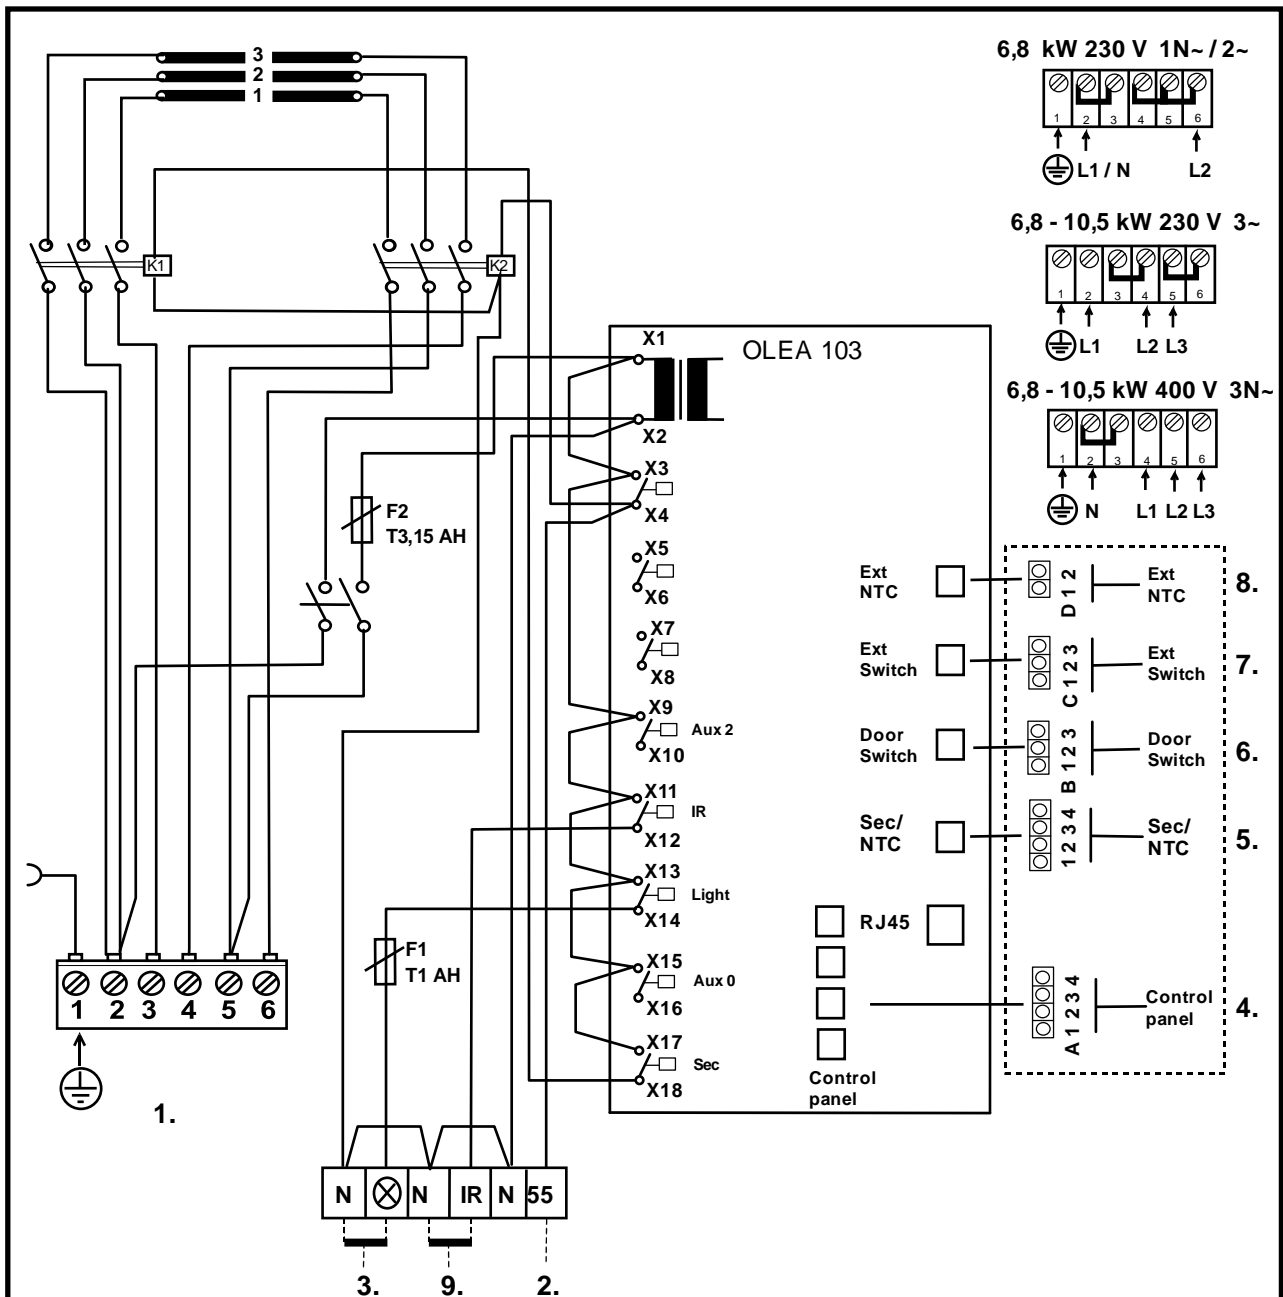 3
2
1
K1
K2
F2
T3,15 AH
F1
T1 AH
1 2 3 4 5 6
1.
N N IR N 55
3. 9. 2.
OLEA 103
X1
X2
X3
X4
X5
X6
X7
X8
X9
Aux 2
X10
X11
IR
X12
X13
Light
X14
X15
Aux 0
X16
X17
Sec
X18
Ext
NTC
Ext
Switch
Door
Switch
Sec/
NTC
RJ45
Control
panel
6,8 kW 230 V 1N~ / 2~
1 2 3 4 5 6
L1 / N L2
6,8 - 10,5 kW 230 V 3~
1 2 3 4 5 6
L1 L2 L3
6,8 - 10,5 kW 400 V 3N~
1 2 3 4 5 6
N L1 L2 L3
D 1 2
Ext
NTC
8.
C 1 2 3
Ext
Switch
7.
B 1 2 3
Door
Switch
6.
1 2 3 4
Sec/
NTC
5.
A 1 2 3 4
Control
panel
4.